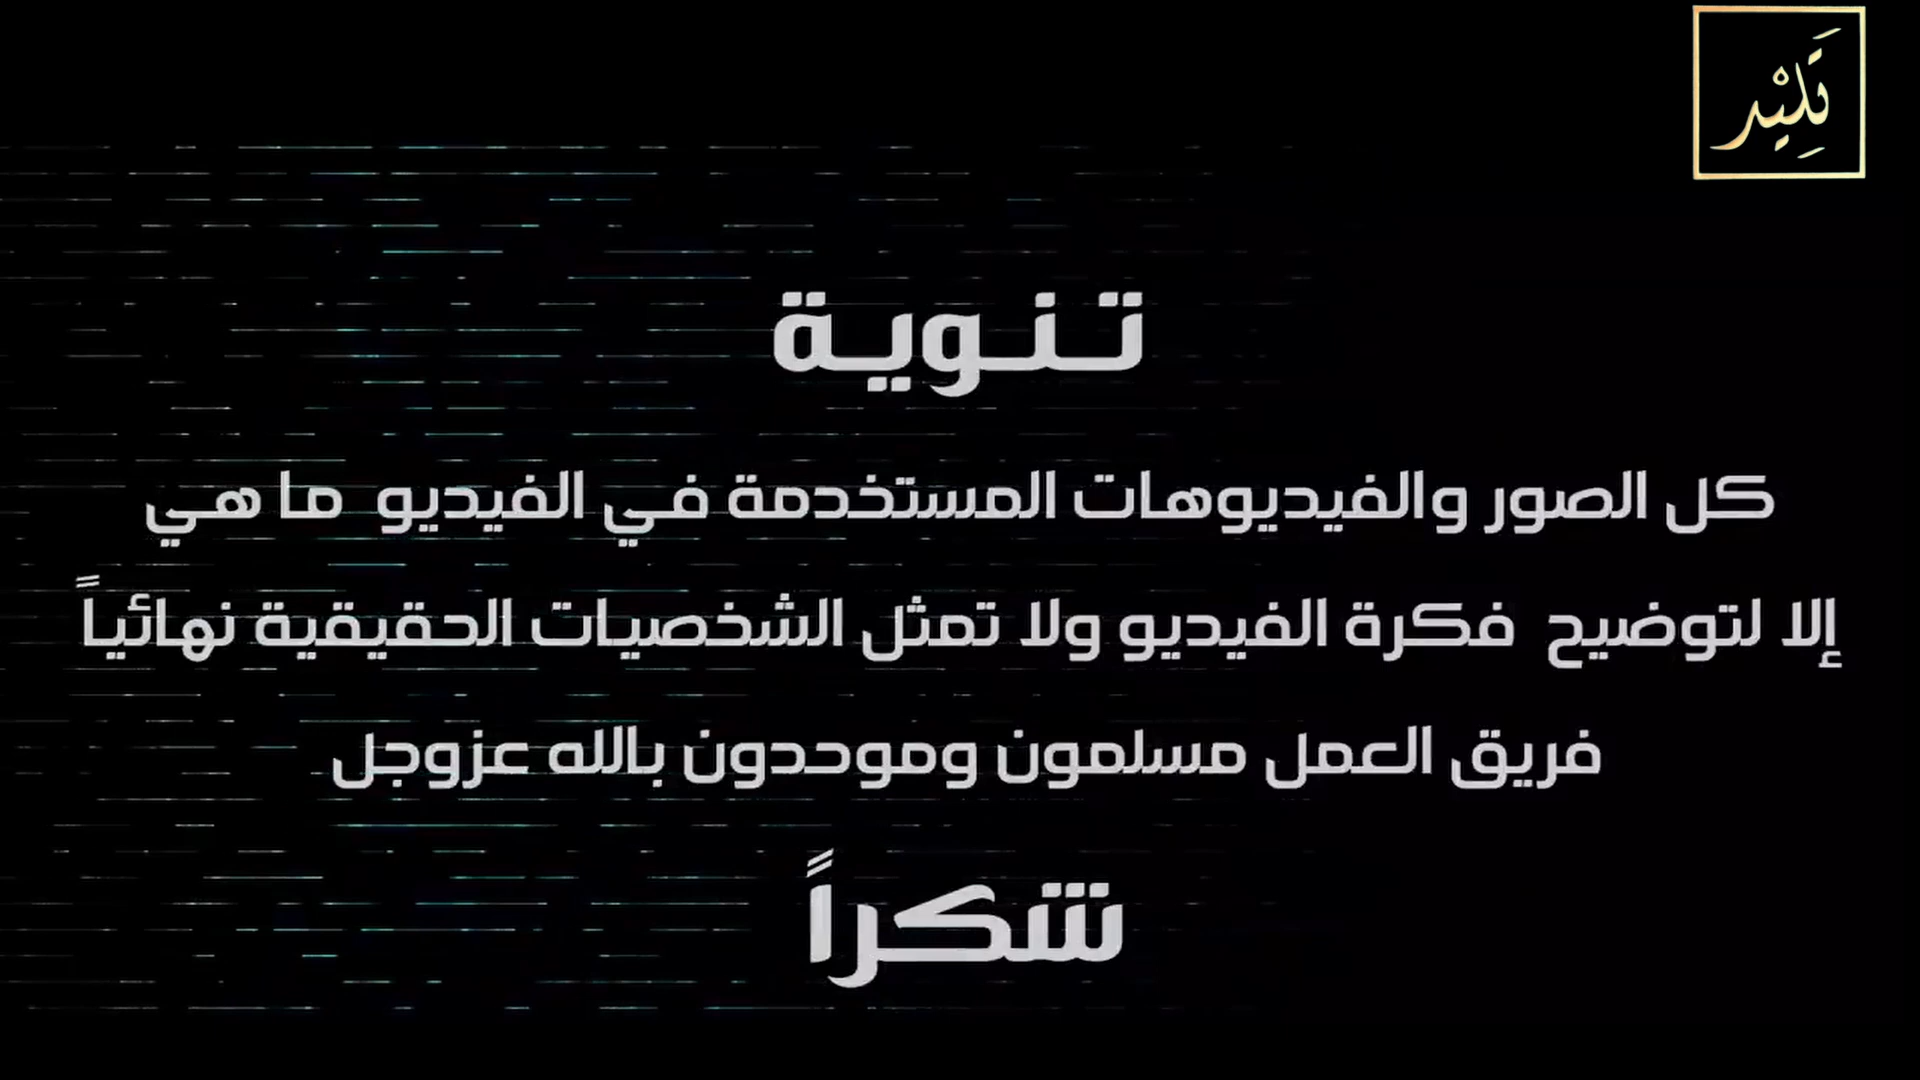 تَلِيْد
تنوية
كل الصور والفيديوهات المستخدمة في الفيديو ما هي
إلا لتوضيح فكرة الفيديو ولا تمثل الشخصيات الحقيقية نهائياً
فريق العمل مسلمون وموحدون بالله عزوجل
شكراً